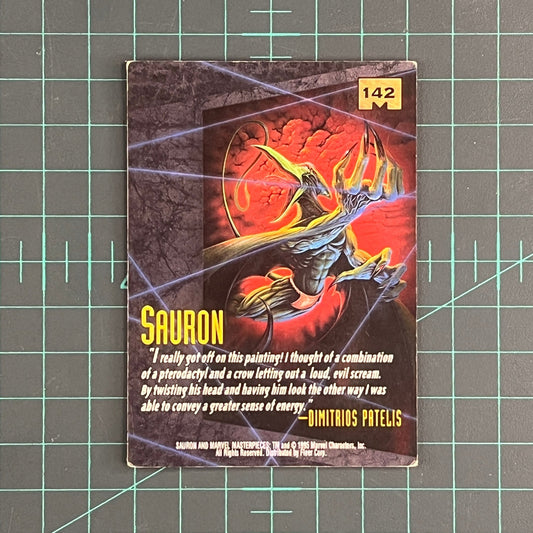 142
SAURON
"I really got off on this painting! I thought of a combination
of a pterodactyl and a crow letting out a loud, evil scream.
By twisting his head and having him look the other way I was
able to convey a greater sense of energy."
—DIMITRIOS PATELIS
SAURON AND MARVEL MASTERPIECES: TM and © 1995 Marvel Characters, Inc.
All Rights Reserved. Distributed by Fleer Corp.